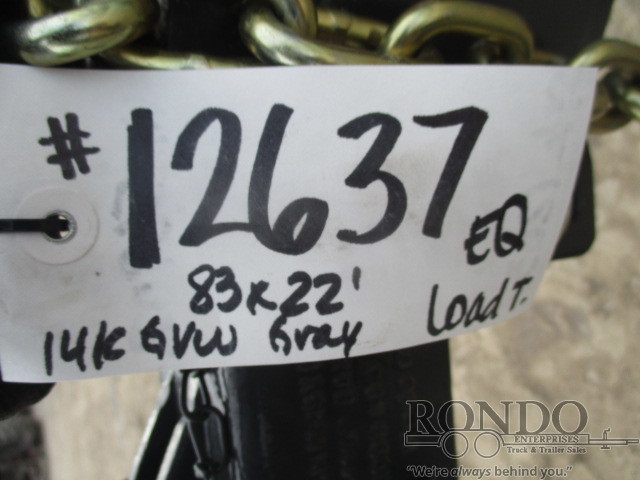 #12637
EQ
83x22'
14k GVW Gray Load T.
RONDO
ENTERPRISES
Truck & Trailer Sales
"We're always behind you."